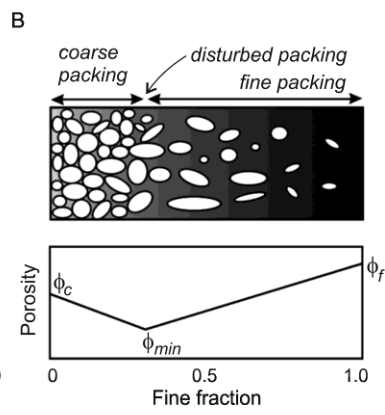 B
coarse
packing
disturbed packing
fine packing
Porosity
ϕc
ϕmin
ϕf
0
0.5
1.0
Fine fraction